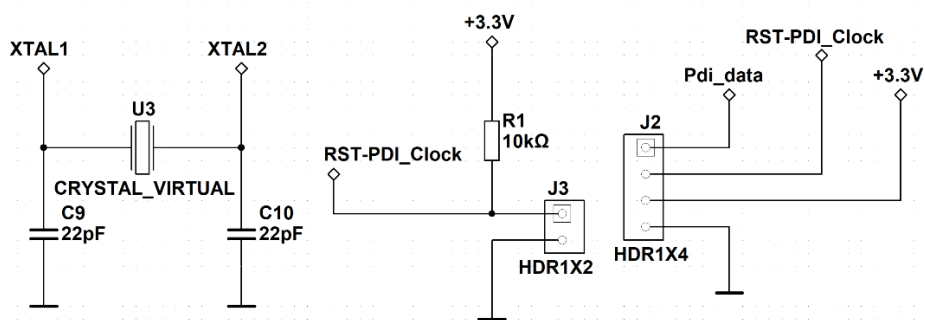 XTAL1
XTAL2
U3
CRYSTAL_VIRTUAL
C9
22pF
C10
22pF
+3.3V
R1
10kΩ
RST-PDI_Clock
J3
HDR1X2
RST-PDI_Clock
Pdi_data
+3.3V
J2
HDR1X4